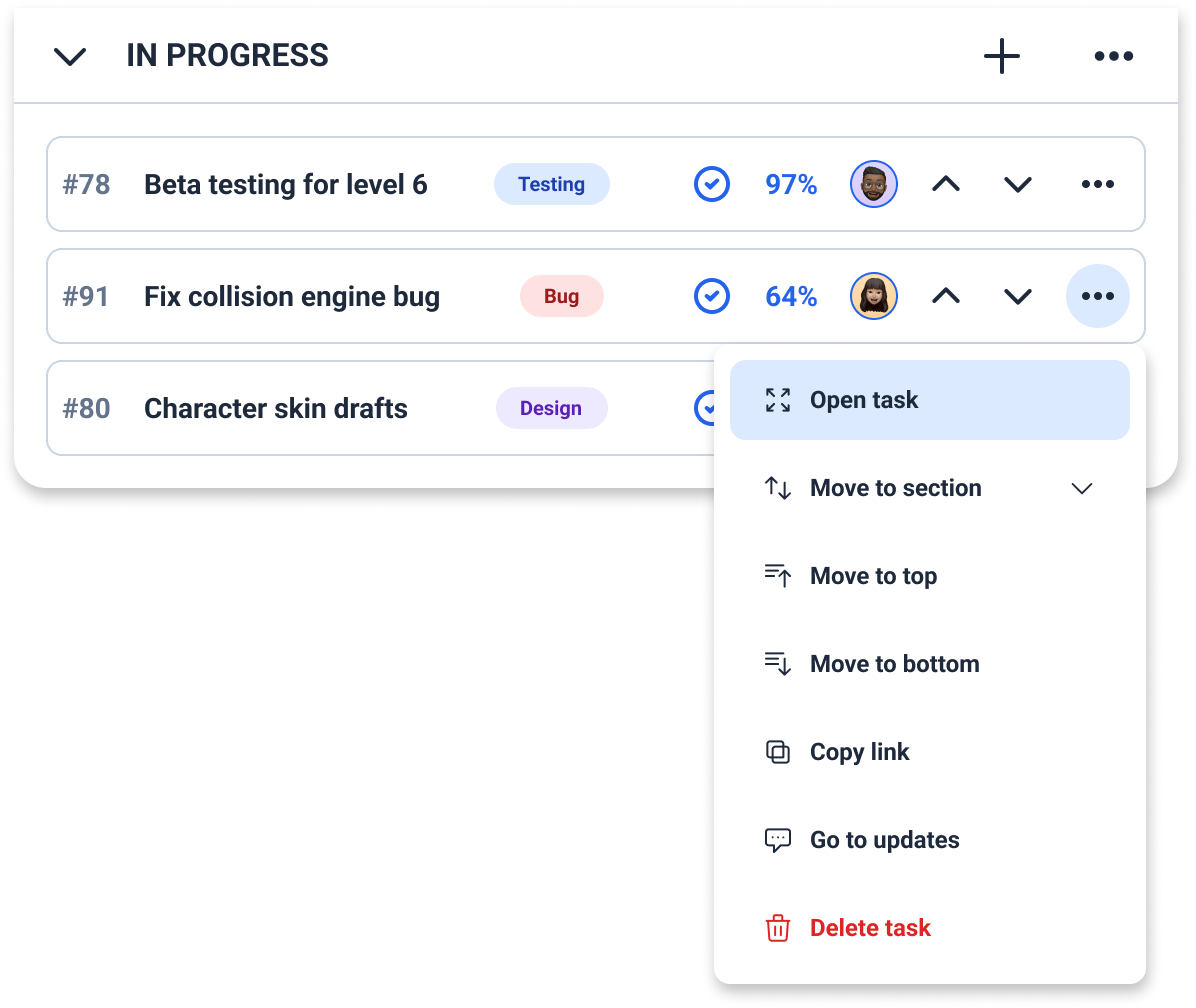 IN PROGRESS
#78 Beta testing for level 6 Testing 97%
#91 Fix collision engine bug Bug 64%
#80 Character skin drafts Design
Open task
Move to section
Move to top
Move to bottom
Copy link
Go to updates
Delete task